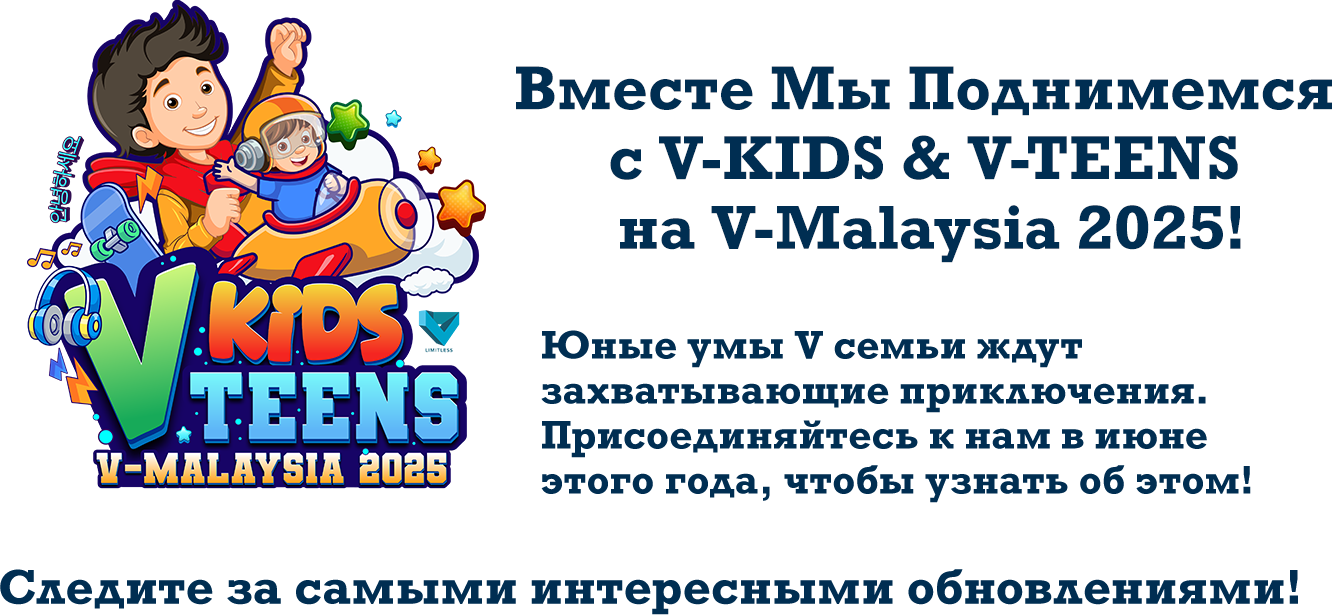 Вместе Мы Поднимемся
с V-KIDS & V-TEENS
на V-Malaysia 2025!
V KiDS
TEENS
V-MALAYSIA 2025
LIMITLESS
Юные умы V семьи ждут
захватывающие приключения.
Присоединяйтесь к нам в июне
этого года, чтобы узнать об этом!
Следите за самыми интересными обновлениями!